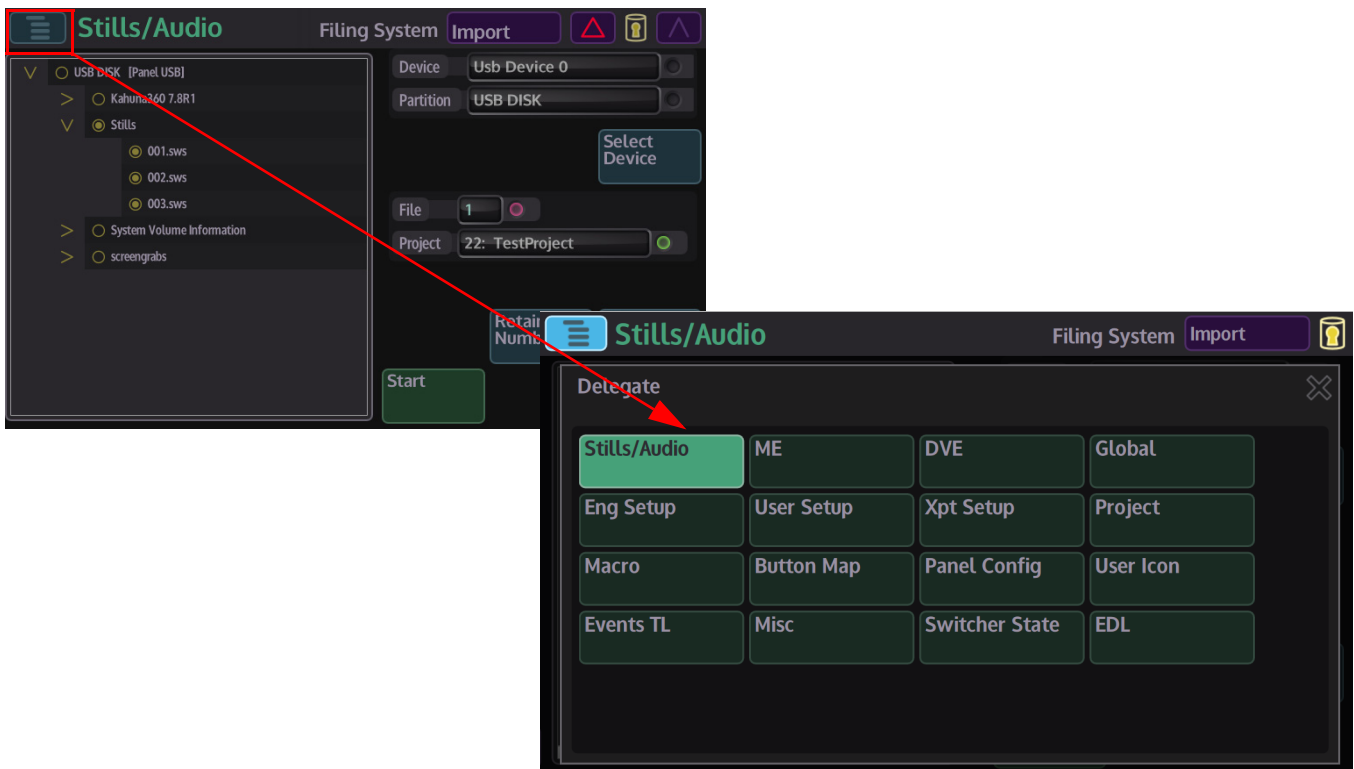 Stills/Audio
Filing System Import
USB DISK [Panel USB]
Kahuna360 7.8R1
Stills
001.sws
002.sws
003.sws
System Volume Information
screengrabs
Device Usb Device 0
Partition USB DISK
Select
Device
File 1
Project 22: TestProject
Start
Stills/Audio
Filing System Import
Delegate
Stills/Audio ME DVE Global
Eng Setup User Setup Xpt Setup Project
Macro Button Map Panel Config User Icon
Events TL Misc Switcher State EDL